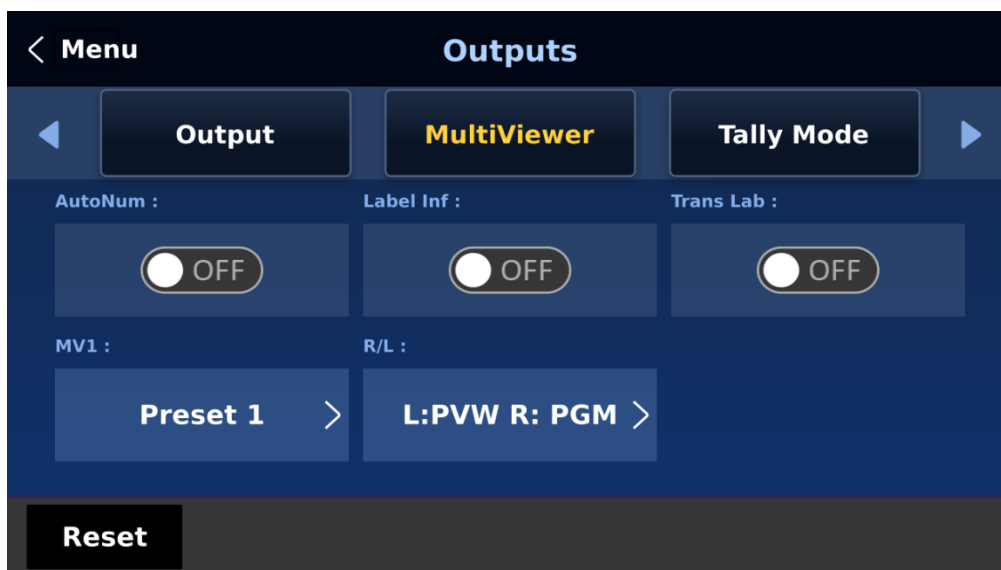 Menu
Outputs
Output
MultiViewer
Tally Mode
AutoNum :
Label Inf :
Trans Lab :
OFF
OFF
OFF
MV1 :
R/L :
Preset 1
L:PVW R: PGM
Reset